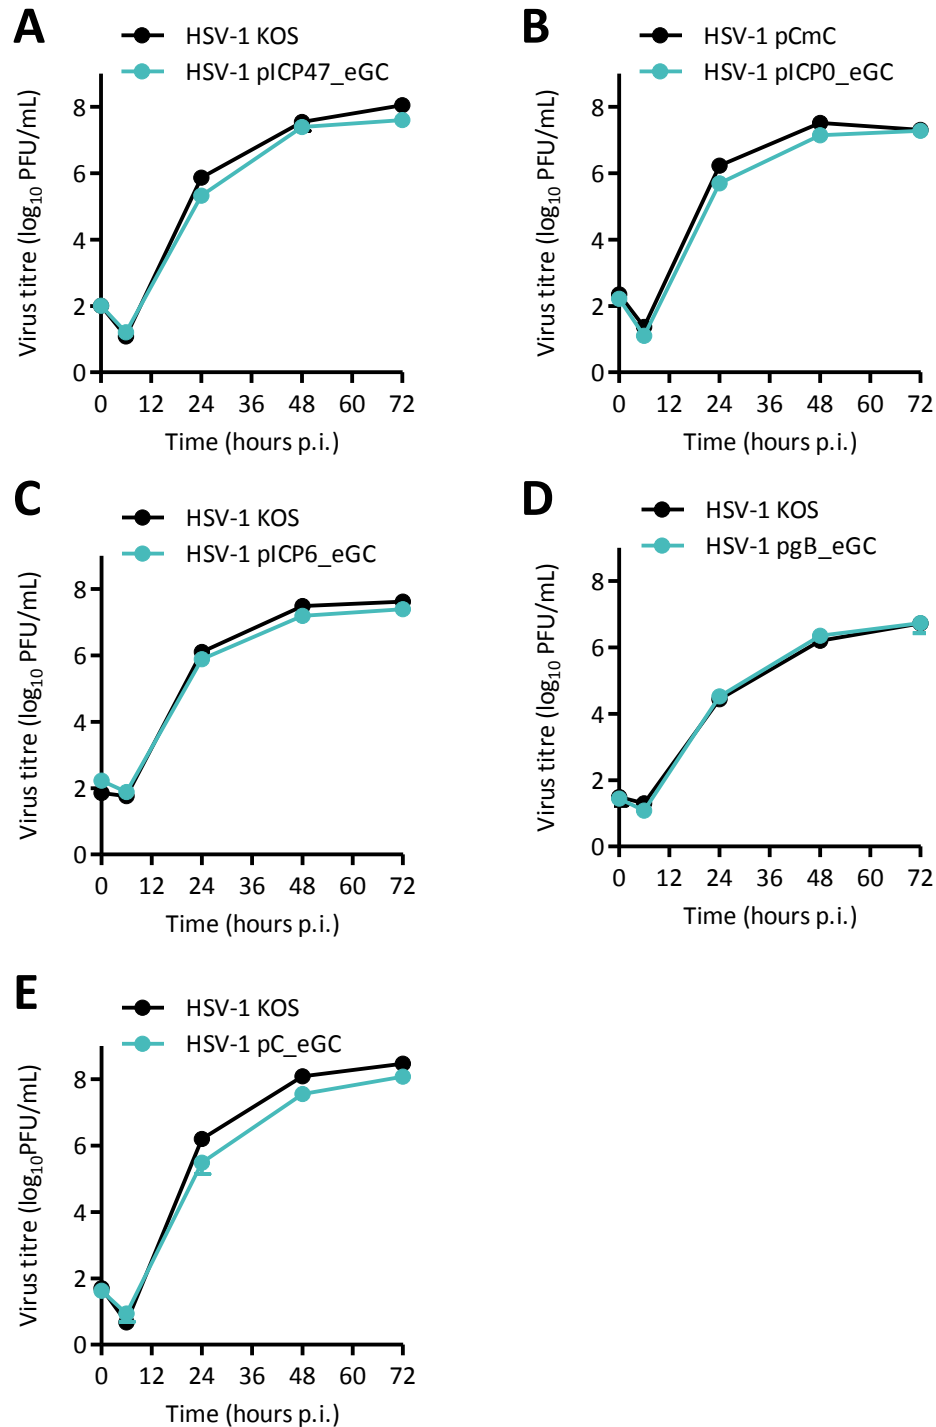 A
HSV-1 KOS
HSV-1 pICP47_eGC
Virus titre (log10 PFU/mL)
8
6
4
2
0
0 12 24 36 48 60 72
Time (hours p.i.)
B
HSV-1 pCmC
HSV-1 pICP0_eGC
Virus titre (log10 PFU/mL)
8
6
4
2
0
0 12 24 36 48 60 72
Time (hours p.i.)
C
HSV-1 KOS
HSV-1 pICP6_eGC
Virus titre (log10 PFU/mL)
8
6
4
2
0
0 12 24 36 48 60 72
Time (hours p.i.)
D
HSV-1 KOS
HSV-1 pgB_eGC
Virus titre (log10 PFU/mL)
8
6
4
2
0
0 12 24 36 48 60 72
Time (hours p.i.)
E
HSV-1 KOS
HSV-1 pC_eGC
Virus titre (log10PFU/mL)
8
6
4
2
0
0 12 24 36 48 60 72
Time (hours p.i.)